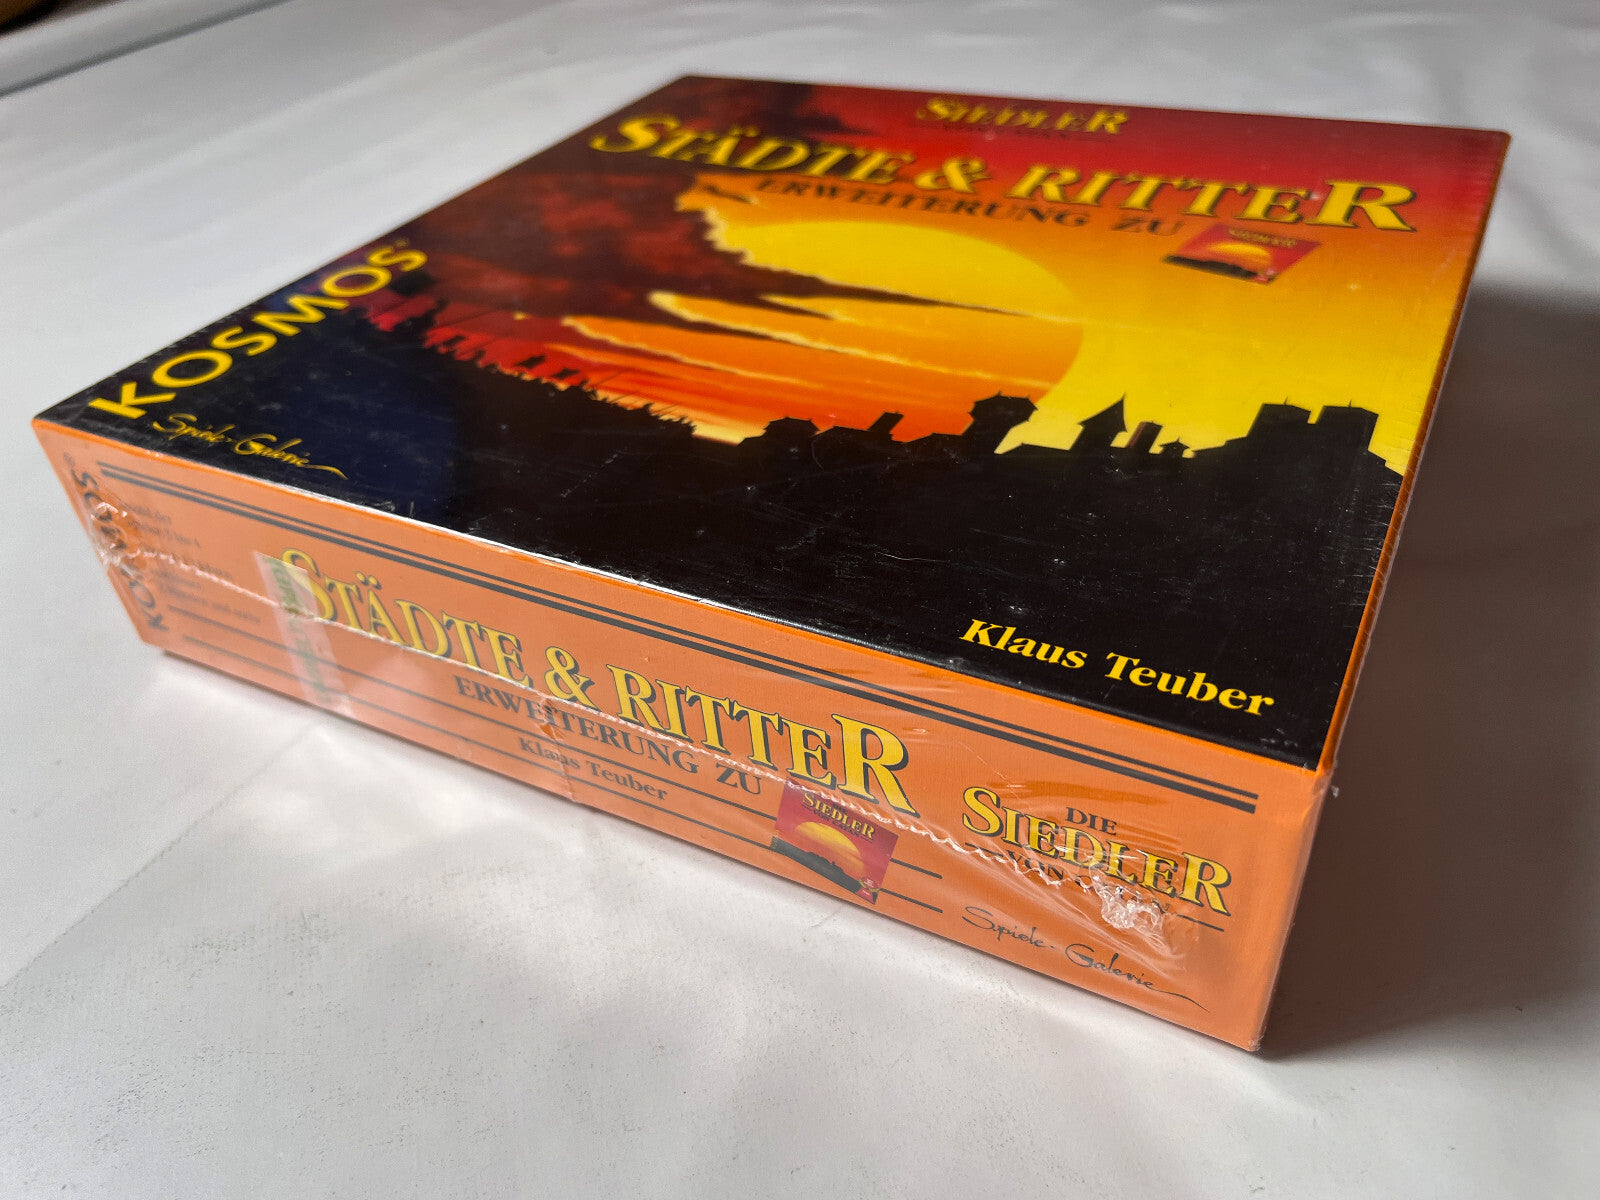 SIEDLER
STÄDTE & RITTER
ERWEITERUNG ZU
KOSMOS
Spiele-Galerie
Klaus Teuber
KOSMOS
STÄDTE & RITTER
ERWEITERUNG ZU
Klaus Teuber
SIEDLER
DIE
SIEDLER
VON
Spiele-Galerie